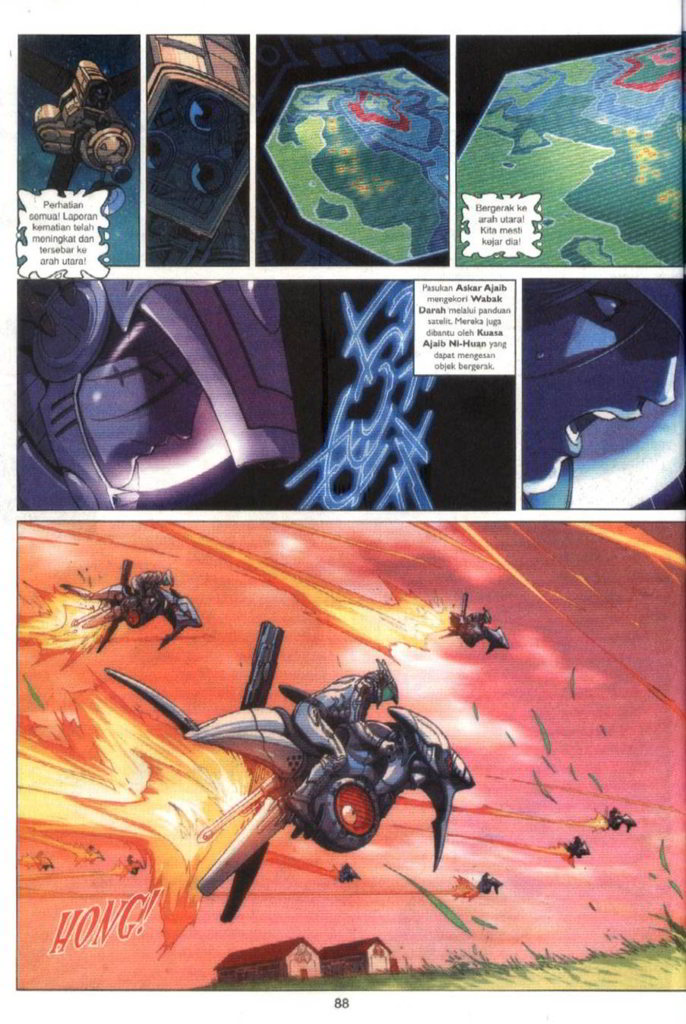 Perhatian
semua! Laporan
kematian telah
meningkat dan
tersebar ke
arah utara!
Bergerak ke
arah utara!
Kita mesti
kejar dia!
Pasukan Askar Ajaib
mengekori Wabak
Darah melalui panduan
satelit. Mereka juga
dibantu oleh Kuasa
Ajaib Ni-Huan yang
dapat mengesan
objek bergerak.
HONG!
88